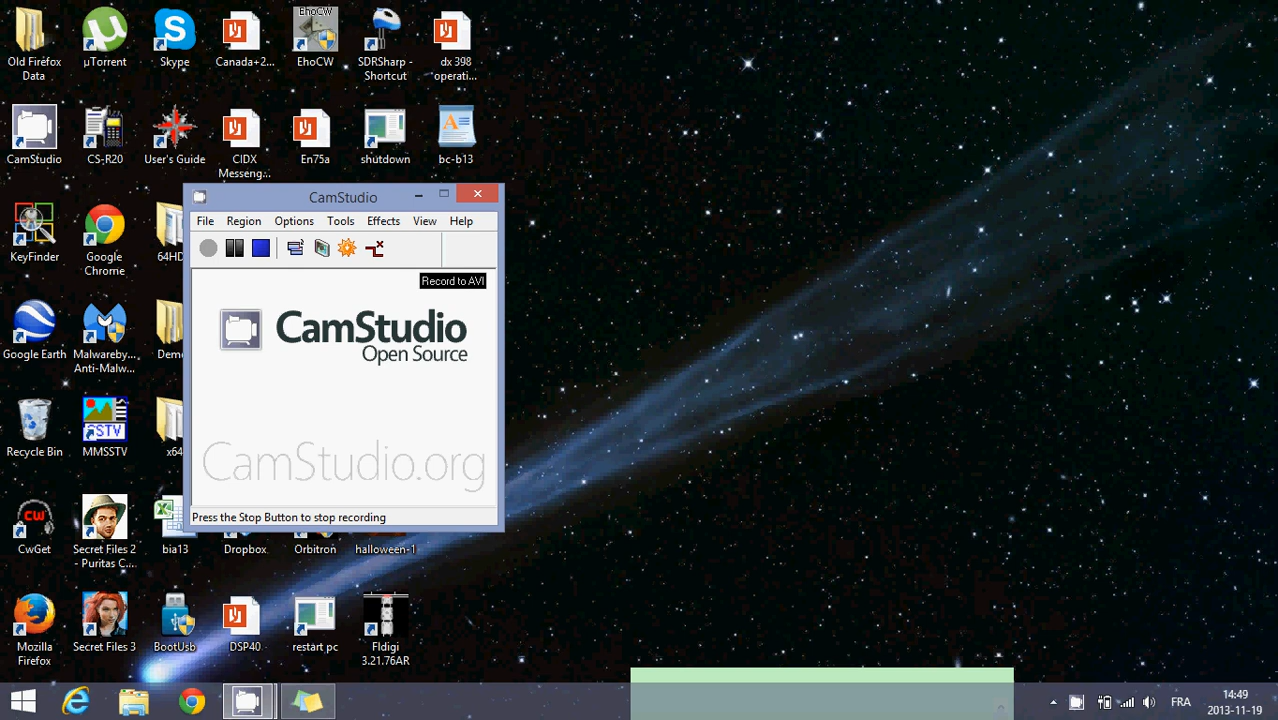 Old Firefox Data
µTorrent
Skype
Canada+2...
EhoCW
EhoCW
SDRSharp - Shortcut
dx 398 operati...
CamStudio
CS-R20
User's Guide
CIDX Messeng...
En75a
shutdown
bc-b13
KeyFinder
Google Chrome
64HD
Google Earth
Malwareby... Anti-Malw...
Demo
Recycle Bin
SSTV
MMSSTV
x64
CW
CwGet
Secret Files 2 - Puritas C...
bia13
Dropbox
Orbitron
halloween-1
Mozilla Firefox
Secret Files 3
BootUsb
DSP40
restart pc
Fldigi 3.21.76AR
CamStudio
File Region Options Tools Effects View Help
Record to AVI
CamStudio
Open Source
CamStudio.org
Press the Stop Button to stop recording
FRA
14:49
2013-11-19